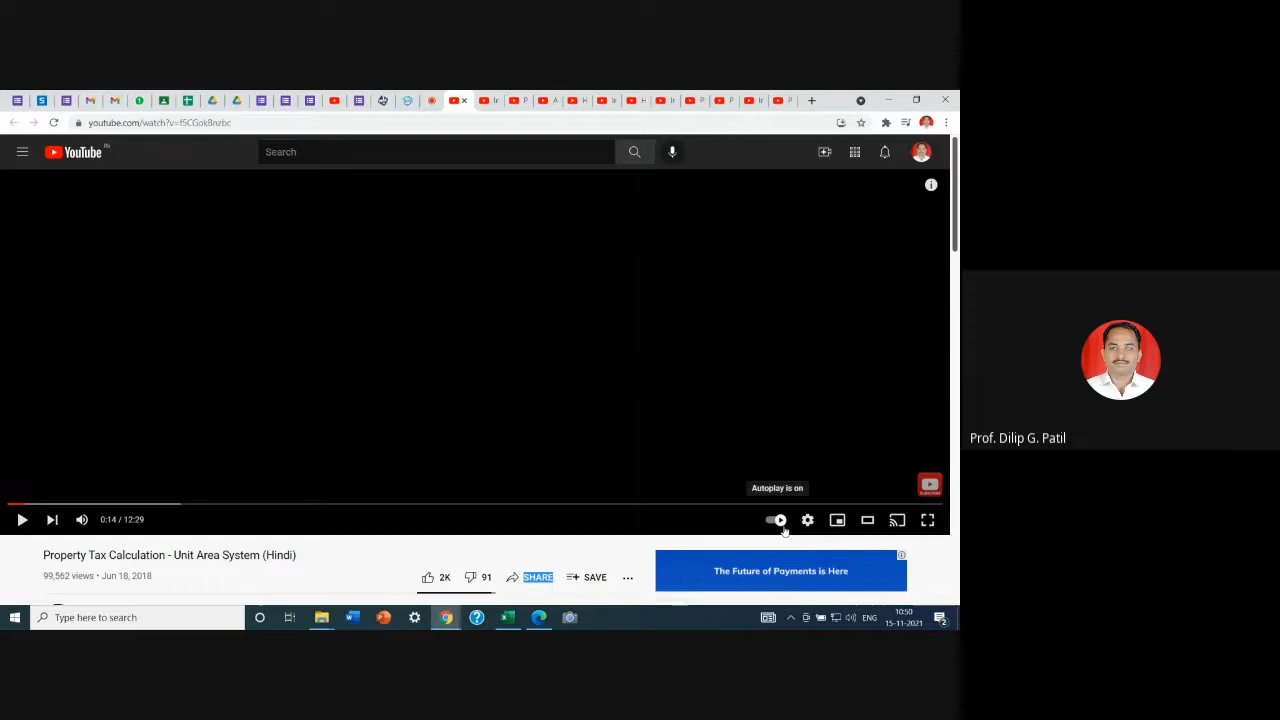 youtube.com/watch?v=f5CGok8nzbc
YouTube IN
Search
Autoplay is on
SUBSCRIBE
0:14 / 12:29
Property Tax Calculation - Unit Area System (Hindi)
99,562 views • Jun 18, 2018
2K
91
SHARE
SAVE
The Future of Payments is Here
Type here to search
ENG
10:50
15-11-2021
2
Prof. Dilip G. Patil